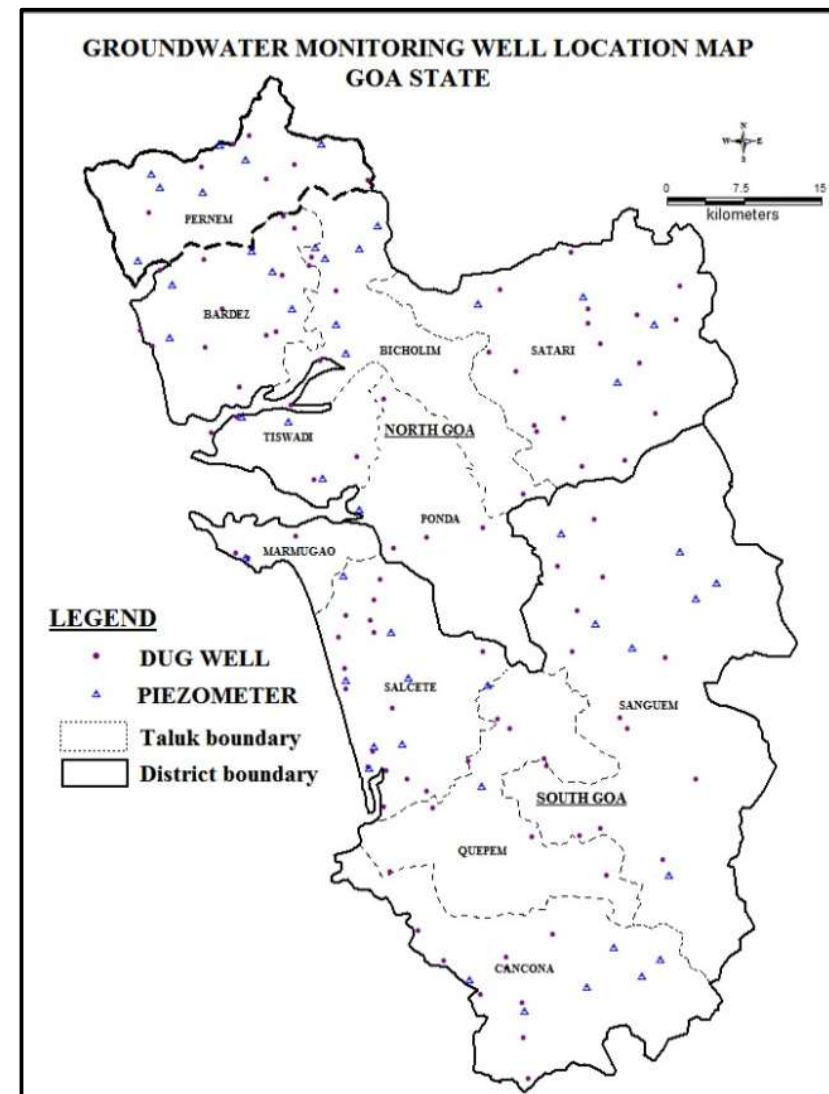 GROUNDWATER MONITORING WELL LOCATION MAP
GOA STATE
N
W E
S
0 7.5 15
kilometers
PERNEM
BARDEZ
BICHOLIM
SATARI
TISWADI
NORTH GOA
PONDA
MARMUGAO
LEGEND
DUG WELL
PIEZOMETER
Taluk boundary
District boundary
SALCETE
SANGUEM
SOUTH GOA
QUEPEM
CANCONA